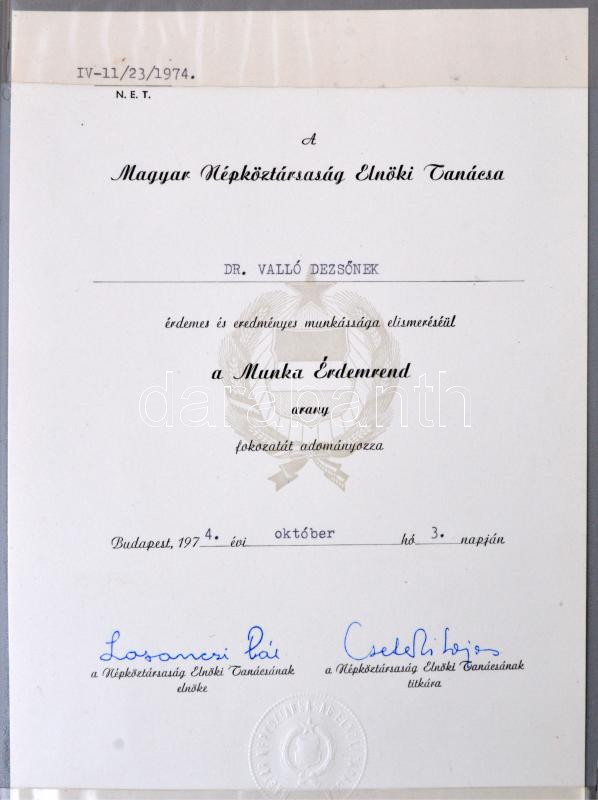 IV-11/23/1974.
N. E. T.
A
Magyar Népköztársaság Elnöki Tanácsa
DR. VALLÓ DEZSŐNEK
érdemes és eredményes munkássága elismeréséül
a Munka Érdemrend
arany
darabanth
fokozatát adományozza
Budapest, 1974. évi október hó 3. napján
Losonczi Pál Cseterki Lajos
a Népköztársaság Elnöki Tanácsának a Népköztársaság Elnöki Tanácsának
elnöke titkára